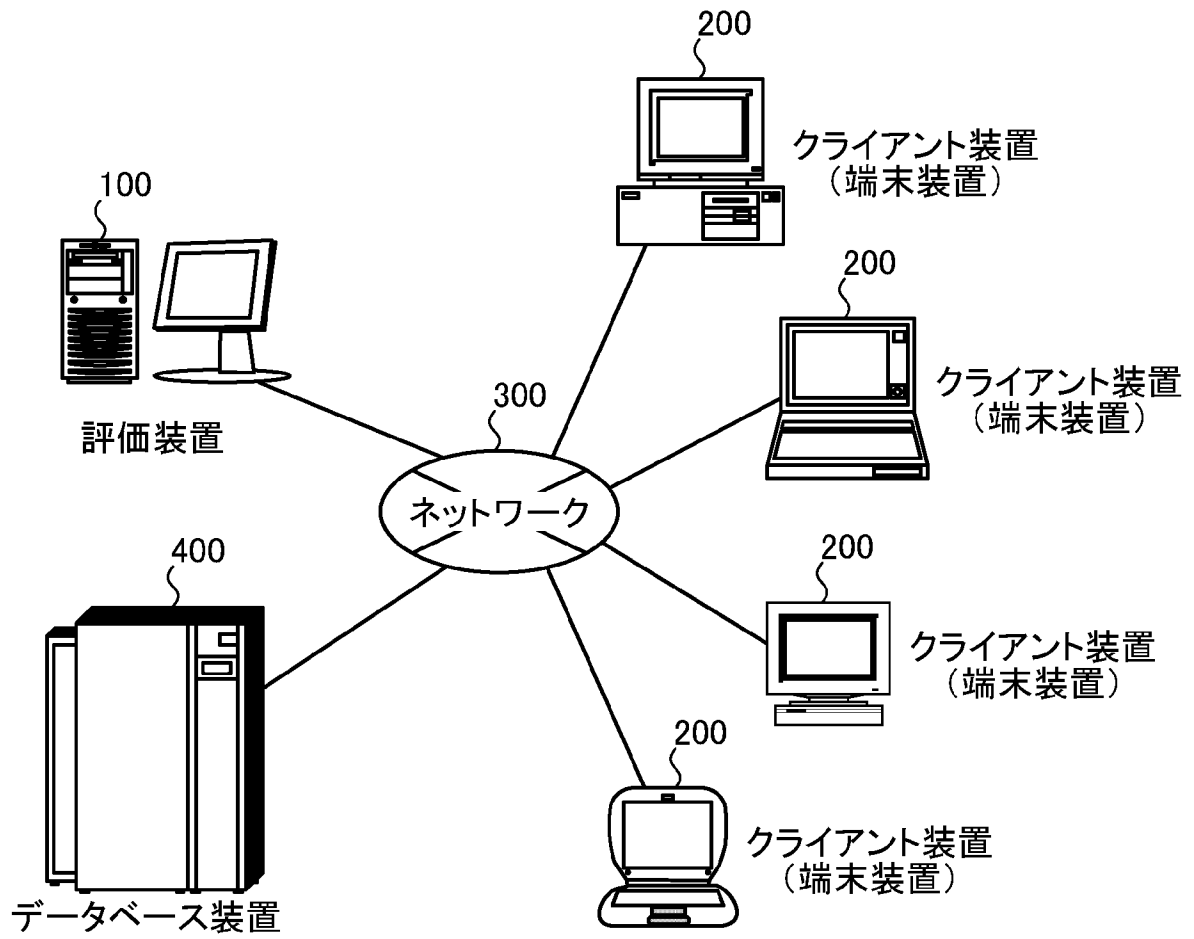 200
クライアント装置
（端末装置）
100
評価装置
200
クライアント装置
（端末装置）
300
ネットワーク
400
データベース装置
200
クライアント装置
（端末装置）
200
クライアント装置
（端末装置）